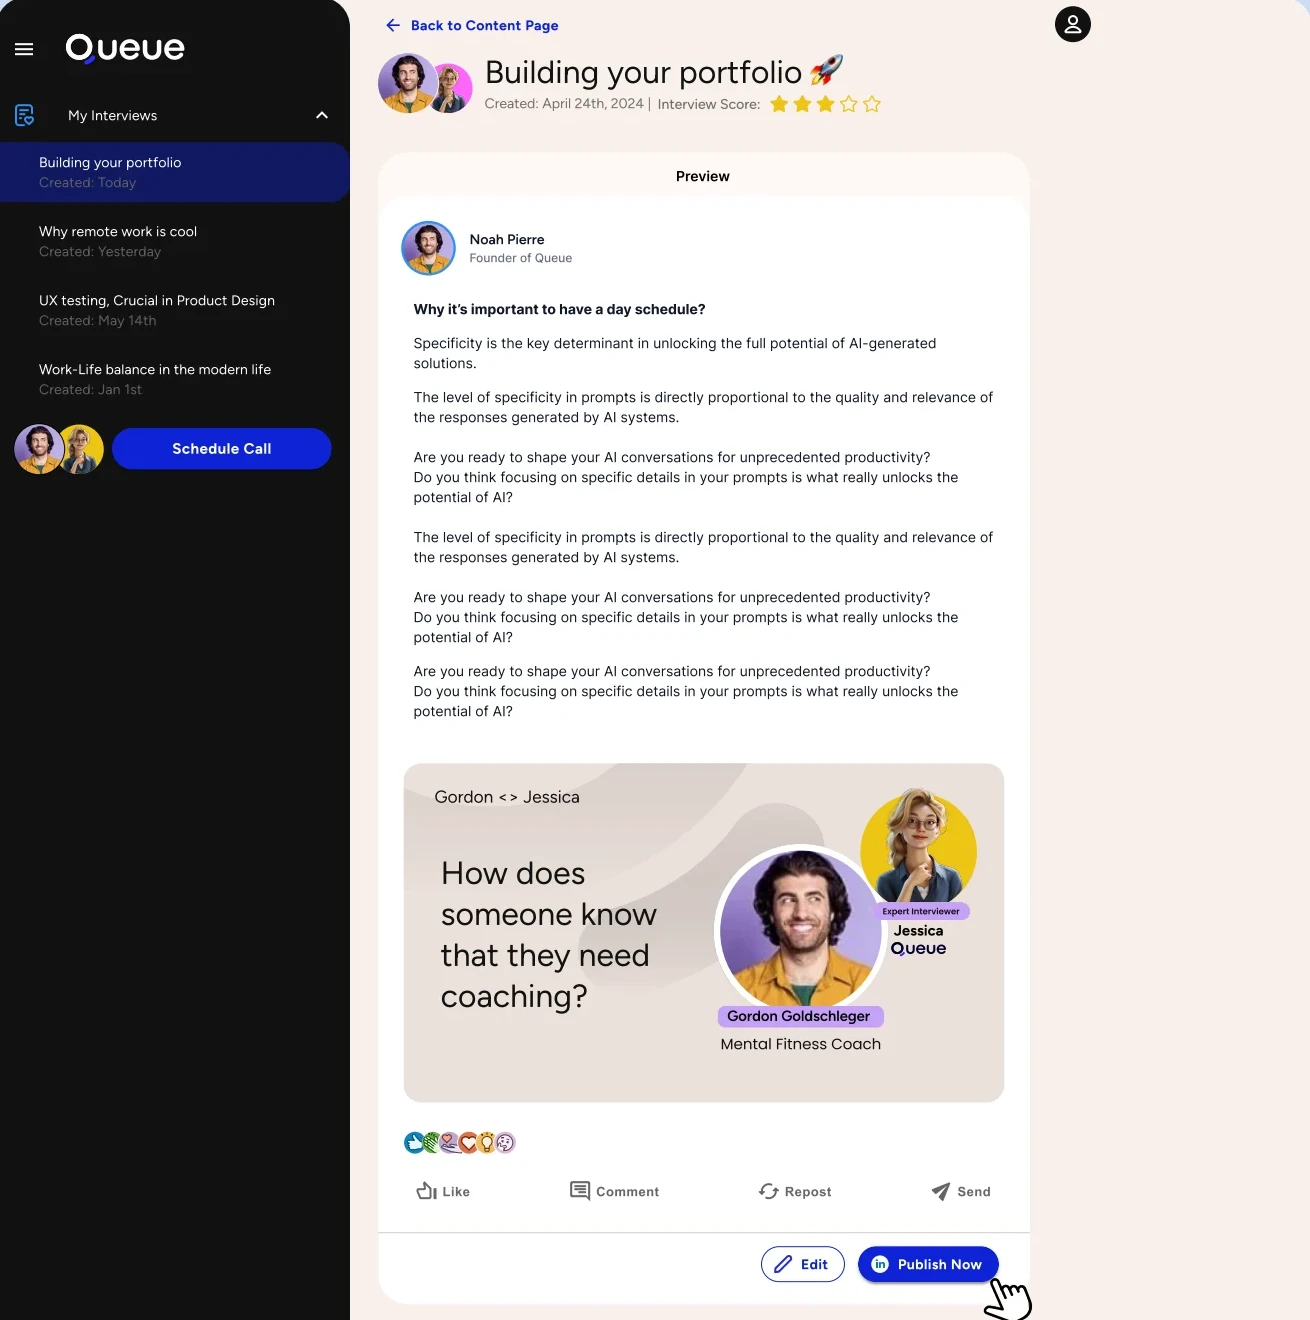 Queue
My Interviews
Building your portfolio
Created: Today
Why remote work is cool
Created: Yesterday
UX testing, Crucial in Product Design
Created: May 14th
Work-Life balance in the modern life
Created: Jan 1st
Schedule Call
Back to Content Page
Building your portfolio 🚀
Created: April 24th, 2024 | Interview Score:
Preview
Noah Pierre
Founder of Queue
Why it’s important to have a day schedule?
Specificity is the key determinant in unlocking the full potential of AI-generated
solutions.
The level of specificity in prompts is directly proportional to the quality and relevance of
the responses generated by AI systems.
Are you ready to shape your AI conversations for unprecedented productivity?
Do you think focusing on specific details in your prompts is what really unlocks the
potential of AI?
The level of specificity in prompts is directly proportional to the quality and relevance of
the responses generated by AI systems.
Are you ready to shape your AI conversations for unprecedented productivity?
Do you think focusing on specific details in your prompts is what really unlocks the
potential of AI?
Are you ready to shape your AI conversations for unprecedented productivity?
Do you think focusing on specific details in your prompts is what really unlocks the
potential of AI?
Gordon <> Jessica
How does
someone know
that they need
coaching?
Expert Interviewer
Jessica
Queue
Gordon Goldschleger
Mental Fitness Coach
Like
Comment
Repost
Send
Edit
in Publish Now